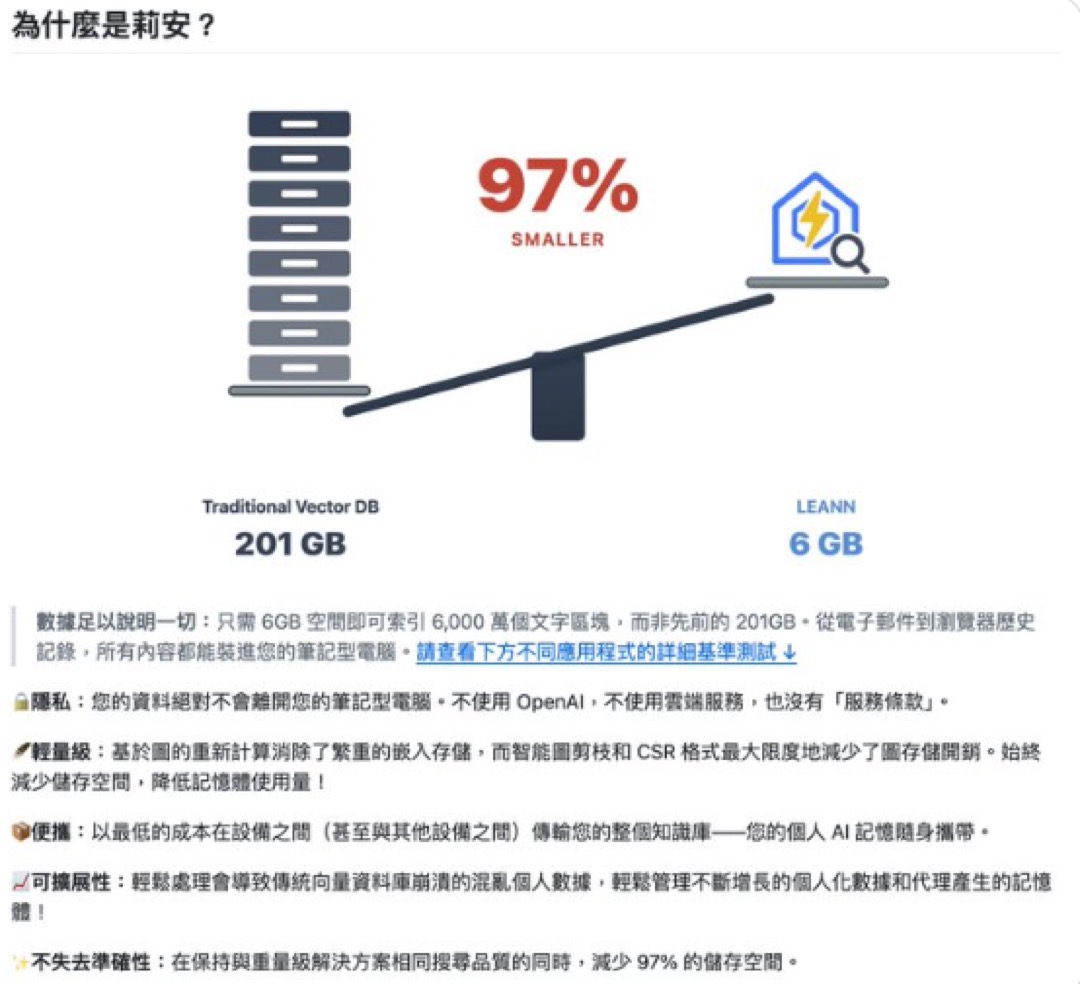 為什麼是莉安？
97%
SMALLER
Traditional Vector DB
201 GB
LEANN
6 GB
數據足以說明一切：只需 6GB 空間即可索引 6,000 萬個文字區塊，而非先前的 201GB。從電子郵件到瀏覽器歷史
記錄，所有內容都能裝進您的筆記型電腦。請查看下方不同應用程式的詳細基準測試 ↓
🔒隱私：您的資料絕對不會離開您的筆記型電腦。不使用 OpenAI，不使用雲端服務，也沒有「服務條款」。
🪶輕量級：基於圖的重新計算消除了繁重的嵌入存儲，而智能圖剪枝和 CSR 格式最大限度地減少了圖存儲開銷。始終
減少儲存空間，降低記憶體使用量！
📦便攜：以最低的成本在設備之間（甚至與其他設備之間）傳輸您的整個知識庫——您的個人 AI 記憶隨身攜帶。
📈可擴展性：輕鬆處理會導致傳統向量資料庫崩潰的混亂個人數據，輕鬆管理不斷增長的個人化數據和代理產生的記憶
體！
✨不失去準確性：在保持與重量級解決方案相同搜尋品質的同時，減少 97% 的儲存空間。